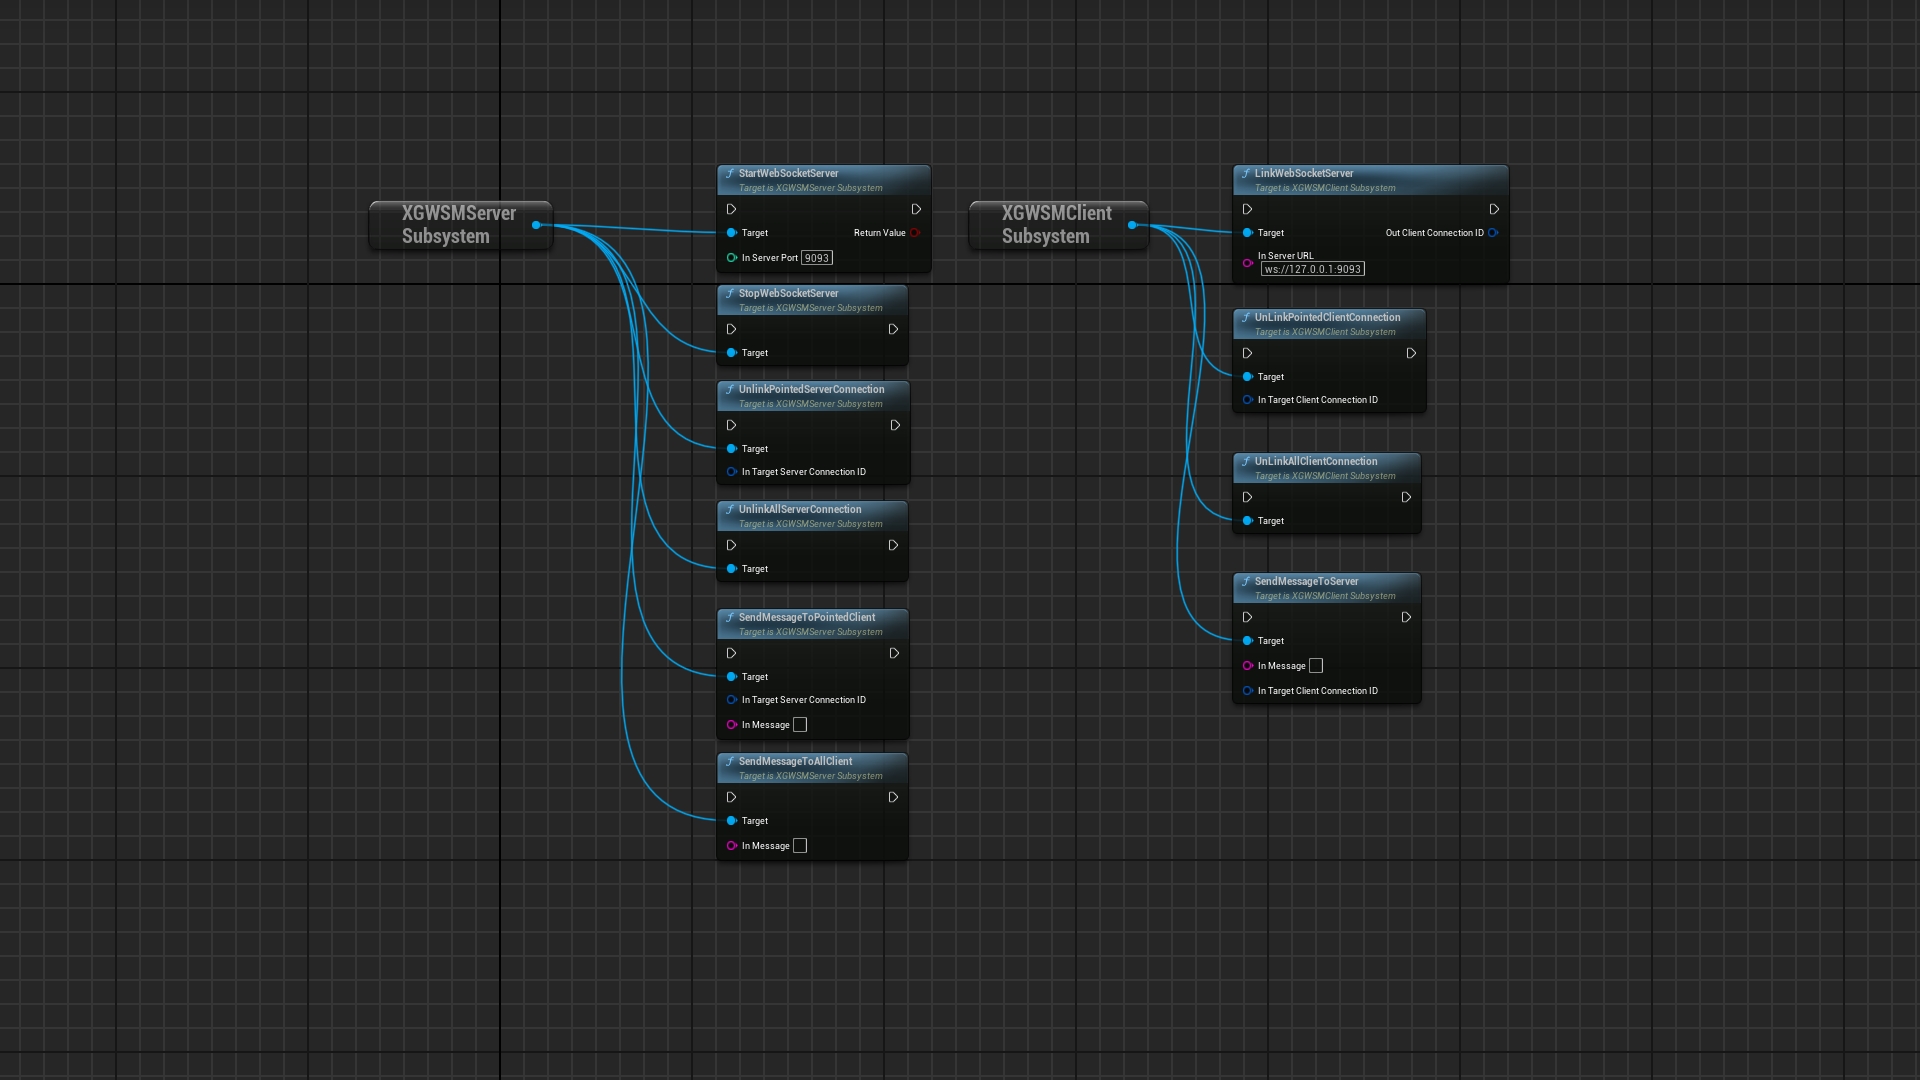 XGWSMServer
Subsystem
StartWebSocketServer
Target is XGWSMServer Subsystem
Target
Return Value
In Server Port 9093
StopWebSocketServer
Target is XGWSMServer Subsystem
Target
UnlinkPointedServerConnection
Target is XGWSMServer Subsystem
Target
In Target Server Connection ID
UnlinkAllServerConnection
Target is XGWSMServer Subsystem
Target
SendMessageToPointedClient
Target is XGWSMServer Subsystem
Target
In Target Server Connection ID
In Message
SendMessageToAllClient
Target is XGWSMServer Subsystem
Target
In Message
XGWSMClient
Subsystem
LinkWebSocketServer
Target is XGWSMClient Subsystem
Target
Out Client Connection ID
In Server URL
ws://127.0.0.1:9093
UnLinkPointedClientConnection
Target is XGWSMClient Subsystem
Target
In Target Client Connection ID
UnLinkAllClientConnection
Target is XGWSMClient Subsystem
Target
SendMessageToServer
Target is XGWSMClient Subsystem
Target
In Message
In Target Client Connection ID